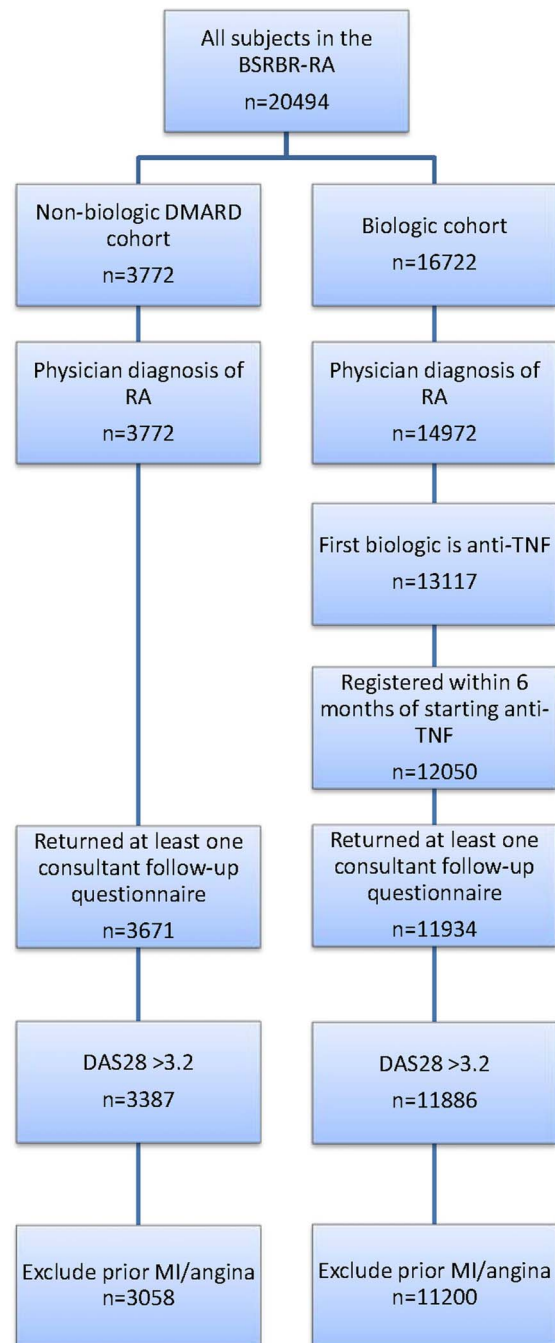 All subjects in the
BSRBR-RA
n=20494
Non-biologic DMARD
cohort
n=3772
Biologic cohort
n=16722
Physician diagnosis of
RA
n=3772
Physician diagnosis of
RA
n=14972
First biologic is anti-TNF
n=13117
Registered within 6
months of starting anti-
TNF
n=12050
Returned at least one
consultant follow-up
questionnaire
n=3671
Returned at least one
consultant follow-up
questionnaire
n=11934
DAS28 >3.2
n=3387
DAS28 >3.2
n=11886
Exclude prior MI/angina
n=3058
Exclude prior MI/angina
n=11200